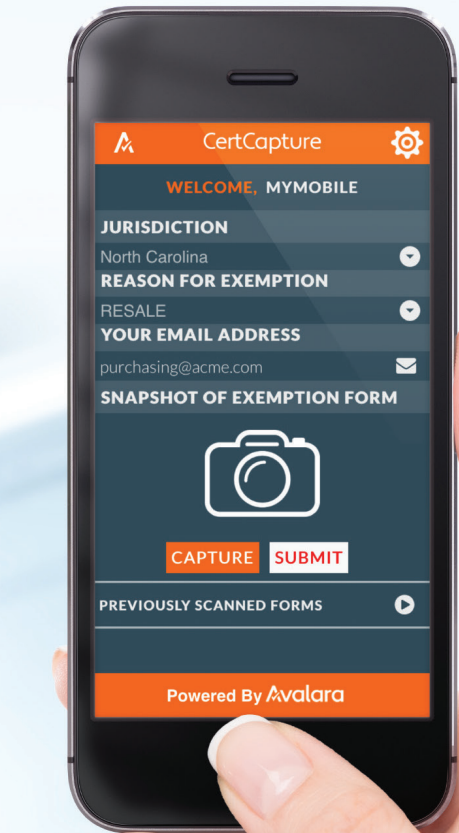 CertCapture
WELCOME, MYMOBILE
JURISDICTION
North Carolina
REASON FOR EXEMPTION
RESALE
YOUR EMAIL ADDRESS
purchasing@acme.com
SNAPSHOT OF EXEMPTION FORM
CAPTURE SUBMIT
PREVIOUSLY SCANNED FORMS
Powered By Avalara